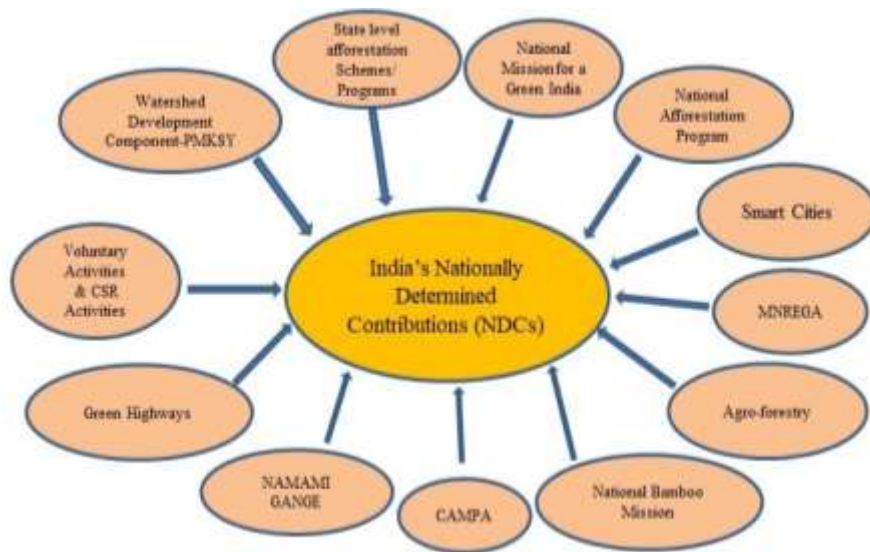 State level
afforestation
Schemes/
Programs
National
Mission for a
Green India
National
Afforestation
Program
Watershed
Development
Component-PMKSY
Smart Cities
Voluntary
Activities
& CSR
Activities
India's Nationally
Determined
Contributions (NDCs)
MNREGA
Green Highways
Agro-forestry
NAMAMI
GANGE
CAMPA
National Bamboo
Mission